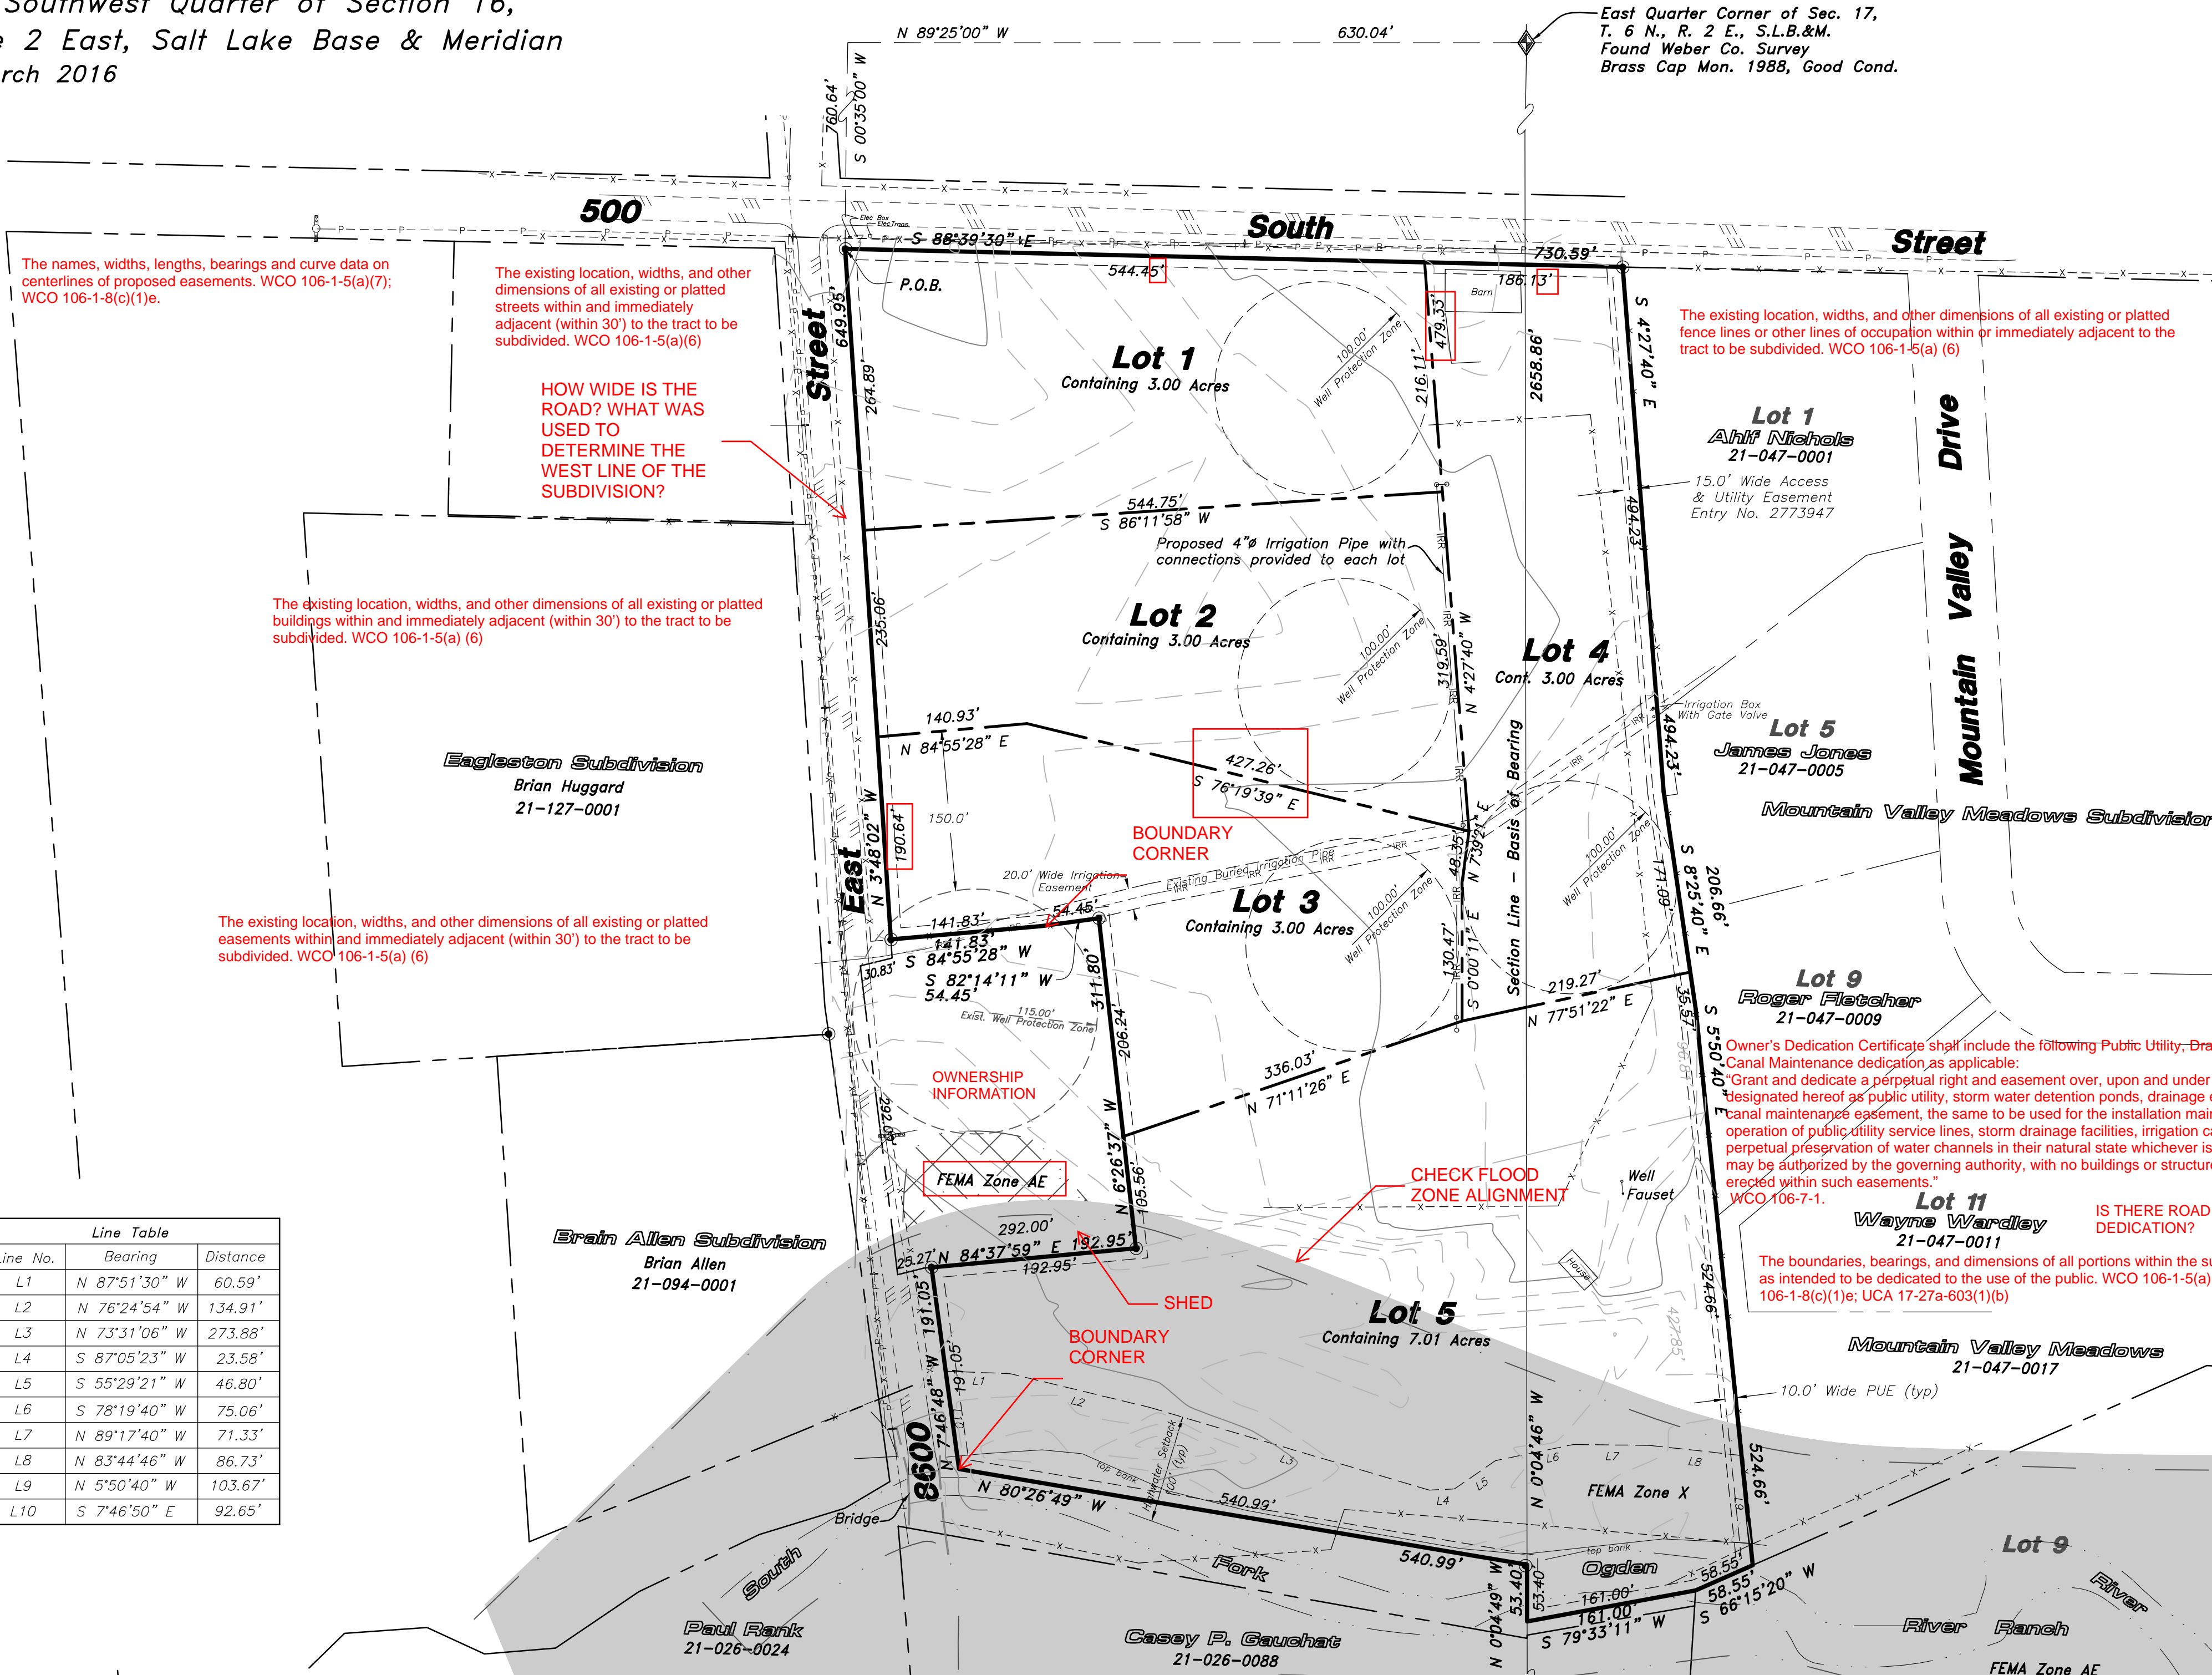 Southwest Quarter of Section 16,
2 East, Salt Lake Base & Meridian
2016
N 89°25'00" W
630.04'
East Quarter Corner of Sec. 17,
T. 6 N., R. 2 E., S.L.B.&M.
Found Weber Co. Survey
Brass Cap Mon. 1988, Good Cond.
760.64'
S 00°35'00" W
500
South
Street
Elec Box
Elec Trans
S 88°39'30" E
730.59'
544.45'
186.13'
P.O.B.
Barn
The names, widths, lengths, bearings and curve data on
centerlines of proposed easements. WCO 106-1-5(a)(7);
WCO 106-1-8(c)(1)e.
The existing location, widths, and other
dimensions of all existing or platted
streets within and immediately
adjacent (within 30') to the tract to be
subdivided. WCO 106-1-5(a)(6)
The existing location, widths, and other dimensions of all existing or platted
fence lines or other lines of occupation within or immediately adjacent to the
tract to be subdivided. WCO 106-1-5(a) (6)
HOW WIDE IS THE
ROAD? WHAT WAS
USED TO
DETERMINE THE
WEST LINE OF THE
SUBDIVISION?
Street
649.95'
264.89'
Lot 1
Containing 3.00 Acres
100.00'
Well Protection Zone
216.11'
479.33'
2658.86'
S 4°27'40" E
494.23'
Lot 1
Ahlf Nichols
21-047-0001
15.0' Wide Access
& Utility Easement
Entry No. 2773947
Mountain Valley Drive
544.75'
S 86°11'58" W
Proposed 4"ø Irrigation Pipe with
connections provided to each lot
IRR
The existing location, widths, and other dimensions of all existing or platted
buildings within and immediately adjacent (within 30') to the tract to be
subdivided. WCO 106-1-5(a) (6)
235.06'
Lot 2
Containing 3.00 Acres
100.00'
Well Protection Zone
319.59'
N 4°27'40" W
Lot 4
Cont. 3.00 Acres
Irrigation Box
With Gate Valve
494.23'
Lot 5
James Jones
21-047-0005
Mountain Valley Meadows Subdivision
Eagleston Subdivision
Brian Huggard
21-127-0001
140.93'
N 84°55'28" E
427.26'
S 76°19'39" E
Section Line - Basis of Bearing
East
N 3°48'02" W
190.64'
150.0'
BOUNDARY
CORNER
20.0' Wide Irrigation
Easement
Existing Buried Irrigation Pipe
IRR
48.35'
N 7°39'21" E
100.00'
Well Protection Zone
171.09'
206.66'
S 8°25'40" E
The existing location, widths, and other dimensions of all existing or platted
easements within and immediately adjacent (within 30') to the tract to be
subdivided. WCO 106-1-5(a) (6)
141.83'
54.45'
141.83'
S 84°55'28" W
S 82°14'11" W
54.45'
30.83'
Lot 3
Containing 3.00 Acres
100.00'
Well Protection Zone
130.47'
S 0°00'11" E
219.27'
N 77°51'22" E
35.57'
Lot 9
Roger Fletcher
21-047-0009
115.00'
Exist. Well Protection Zone
311.80'
206.24'
OWNERSHIP
INFORMATION
336.03'
N 71°11'26" E
96.81'
S 5°50'40" E
Owner's Dedication Certificate shall include the following Public Utility, Dra
Canal Maintenance dedication as applicable:
"Grant and dedicate a perpetual right and easement over, upon and under
designated hereof as public utility, storm water detention ponds, drainage e
canal maintenance easement, the same to be used for the installation main
operation of public utility service lines, storm drainage facilities, irrigation ca
perpetual preservation of water channels in their natural state whichever is
may be authorized by the governing authority, with no buildings or structure
erected within such easements."
WCO 106-7-1.
292.00'
FEMA Zone AE
N 6°26'37" W
105.56'
CHECK FLOOD
ZONE ALIGNMENT
Well
Fauset
Lot 11
Wayne Wardley
21-047-0011
IS THERE ROAD
DEDICATION?
The boundaries, bearings, and dimensions of all portions within the su
as intended to be dedicated to the use of the public. WCO 106-1-5(a)
106-1-8(c)(1)e; UCA 17-27a-603(1)(b)
Brain Allen Subdivision
Brian Allen
21-094-0001
292.00'
25.27'
N 84°37'59" E 192.95'
192.95'
House
524.66'
SHED
Lot 5
Containing 7.01 Acres
427.85'
Mountain Valley Meadows
21-047-0017
10.0' Wide PUE (typ)
BOUNDARY
CORNER
Line Table
Line No. Bearing Distance
L1 N 87°51'30" W 60.59'
L2 N 76°24'54" W 134.91'
L3 N 73°31'06" W 273.88'
L4 S 87°05'23" W 23.58'
L5 S 55°29'21" W 46.80'
L6 S 78°19'40" W 75.06'
L7 N 89°17'40" W 71.33'
L8 N 83°44'46" W 86.73'
L9 N 5°50'40" W 103.67'
L10 S 7°46'50" E 92.65'
191.05'
N 7°46'48" W
191.05'
L10
L1
L2
L3
L4
L5
L6
L7
L8
L9
8600
top bank
Highwater Setback
100' (typ)
N 80°26'49" W
540.99'
540.99'
N 0°04'46" W
FEMA Zone X
524.66'
Bridge
South
Fork
Ogden
River
top bank
N 0°04'49" W
53.40'
53.40'
161.00'
161.00'
S 79°33'11" W
58.55'
58.55'
S 66°15'20" W
Lot 9
River Ranch
FEMA Zone AE
Paul Rank
21-026-0024
Casey P. Gauchat
21-026-0088